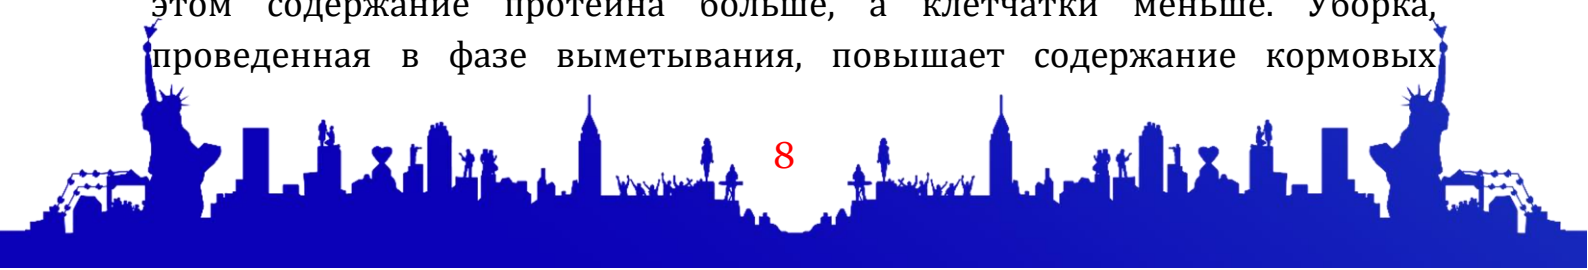 этом содержание протеина больше, а клетчатки меньше. Уборка,
проведенная в фазе выметывания, повышает содержание кормовых
8